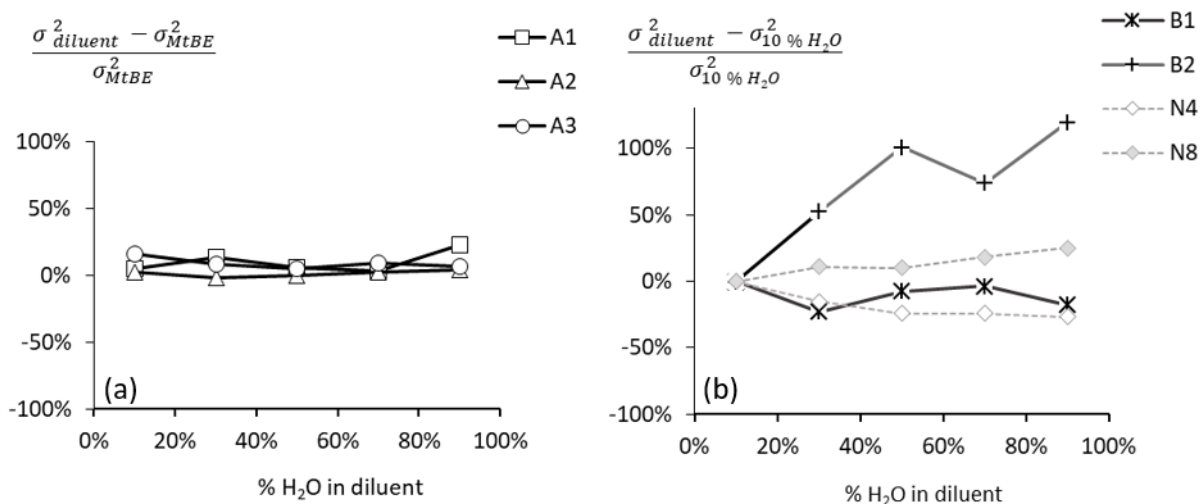 σ²diluent − σ²MtBE
σ²MtBE
A1
A2
A3
100%
50%
0%
-50%
-100%
(a)
0% 20% 40% 60% 80% 100%
% H₂O in diluent
σ²diluent − σ²10 % H₂O
σ²10 % H₂O
B1
B2
N4
N8
100%
50%
0%
-50%
-100%
(b)
0% 20% 40% 60% 80% 100%
% H₂O in diluent